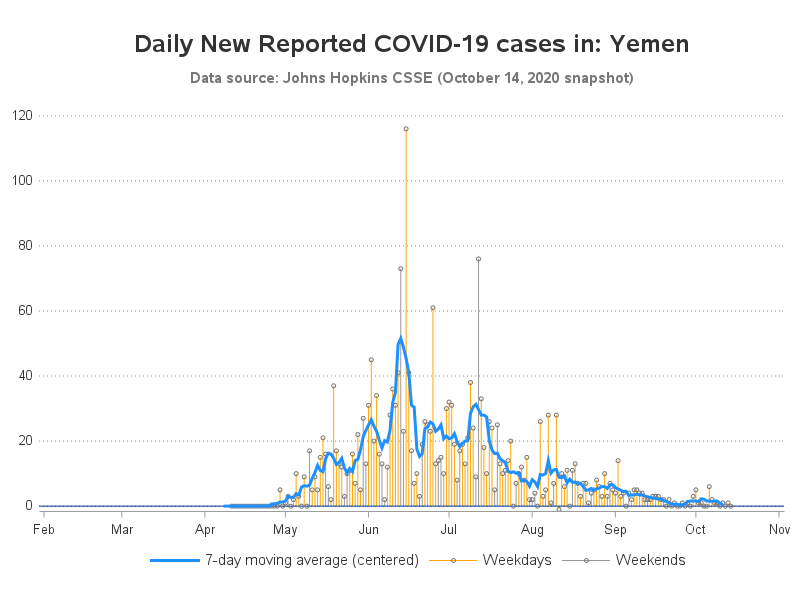 Daily New Reported COVID-19 cases in: Yemen
Data source: Johns Hopkins CSSE (October 14, 2020 snapshot)
120
100
80
60
40
20
0
Feb Mar Apr May Jun Jul Aug Sep Oct Nov
7-day moving average (centered) Weekdays Weekends